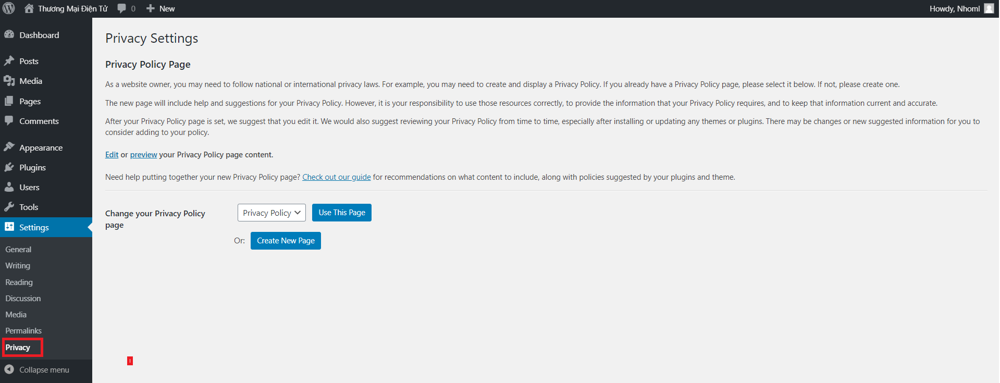 Thương Mại Điện Tử 0 New Howdy, Nhoml
Dashboard
Posts
Media
Pages
Comments
Appearance
Plugins
Users
Tools
Settings
General
Writing
Reading
Discussion
Media
Permalinks
Privacy
Collapse menu
Privacy Settings
Privacy Policy Page
As a website owner, you may need to follow national or international privacy laws. For example, you may need to create and display a Privacy Policy. If you already have a Privacy Policy page, please select it below. If not, please create one.
The new page will include help and suggestions for your Privacy Policy. However, it is your responsibility to use those resources correctly, to provide the information that your Privacy Policy requires, and to keep that information current and accurate.
After your Privacy Policy page is set, we suggest that you edit it. We would also suggest reviewing your Privacy Policy from time to time, especially after installing or updating any themes or plugins. There may be changes or new suggested information for you to
consider adding to your policy.
Edit or preview your Privacy Policy page content.
Need help putting together your new Privacy Policy page? Check out our guide for recommendations on what content to include, along with policies suggested by your plugins and theme.
Change your Privacy Policy
page
Privacy Policy Use This Page
Or: Create New Page